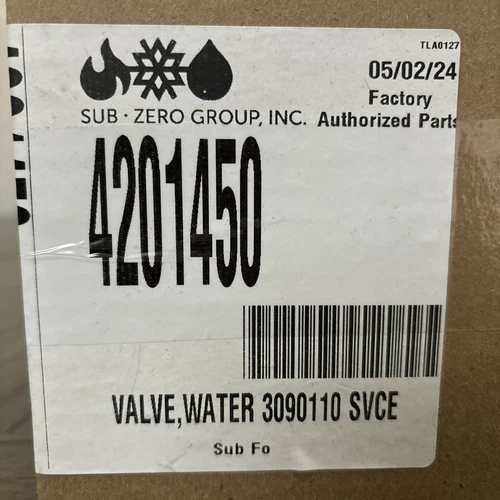 TLA0127
05/02/24
Factory
SUB · ZERO GROUP, INC. Authorized Parts
4201450
VALVE,WATER 3090110 SVCE
Sub Fo